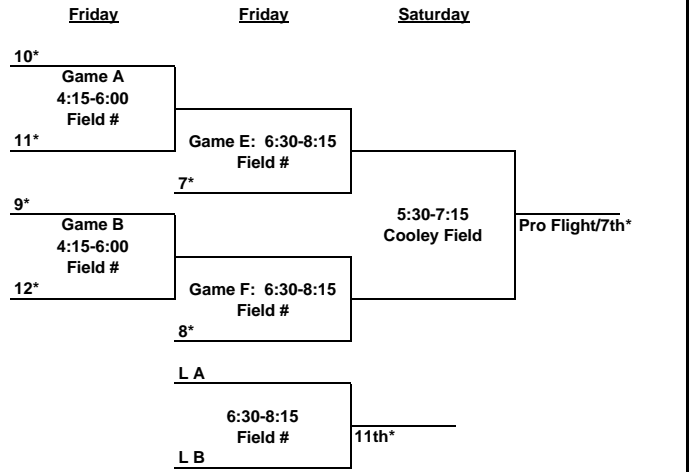 Friday
Friday
Saturday
10*
Game A
4:15-6:00
Field #
11*
Game E:  6:30-8:15
Field #
7*
9*
Game B
4:15-6:00
Field #
12*
5:30-7:15
Cooley Field
Pro Flight/7th*
Game F:  6:30-8:15
Field #
8*
L A
6:30-8:15
Field #
11th*
L B